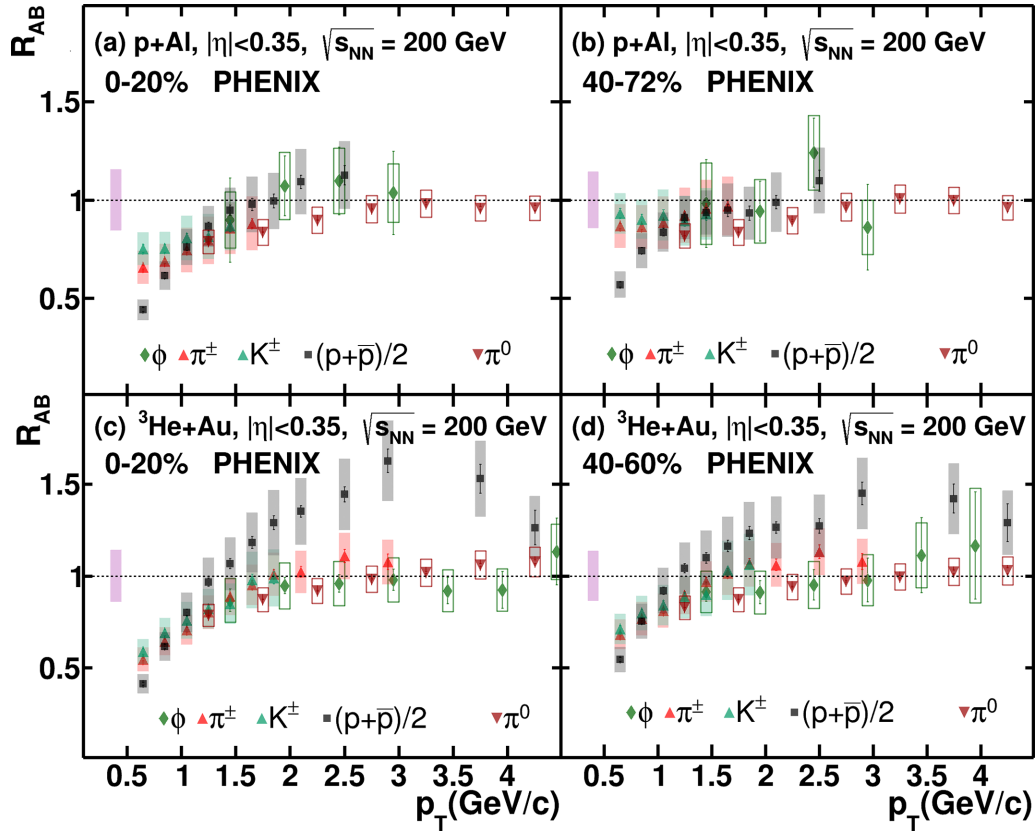 R_AB
(a) p+Al, |η|<0.35, √s_NN = 200 GeV
0-20% PHENIX
1.5
1
0.5
ϕ π± K± (p+p̅)/2 π⁰
(b) p+Al, |η|<0.35, √s_NN = 200 GeV
40-72% PHENIX
ϕ π± K± (p+p̅)/2 π⁰
R_AB
(c) ³He+Au, |η|<0.35, √s_NN = 200 GeV
0-20% PHENIX
1.5
1
0.5
ϕ π± K± (p+p̅)/2 π⁰
(d) ³He+Au, |η|<0.35, √s_NN = 200 GeV
40-60% PHENIX
ϕ π± K± (p+p̅)/2 π⁰
0.5 1 1.5 2 2.5 3 3.5 4
p_T(GeV/c)
0.5 1 1.5 2 2.5 3 3.5 4
p_T(GeV/c)